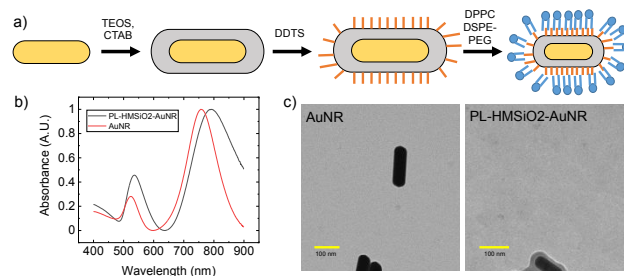 a)
TEOS,
CTAB
DDTS
DPPC
DSPE-
PEG
b)
PL-HMSiO2-AuNR
AuNR
Absorbance (A.U.)
1
0.8
0.6
0.4
0.2
0
400 500 600 700 800 900
Wavelength (nm)
c)
AuNR
100 nm
PL-HMSiO2-AuNR
100 nm